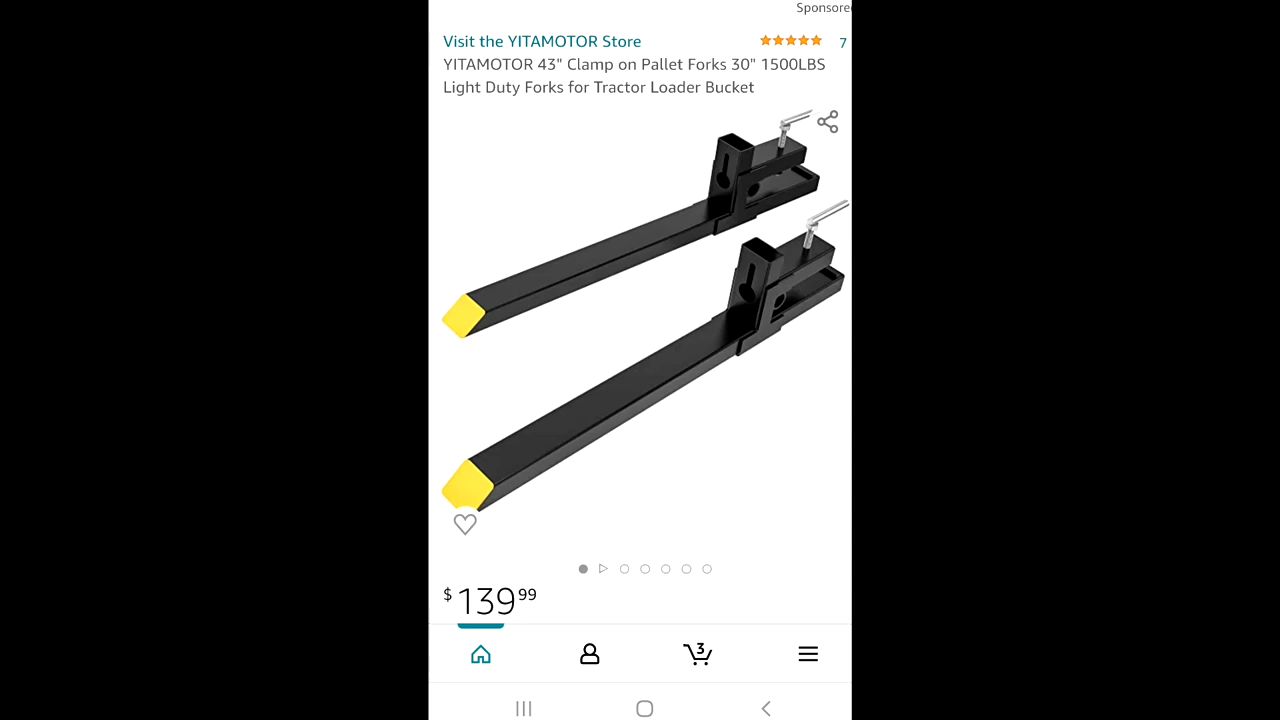 Sponsore
Visit the YITAMOTOR Store
7
YITAMOTOR 43" Clamp on Pallet Forks 30" 1500LBS
Light Duty Forks for Tractor Loader Bucket
$139 99
3